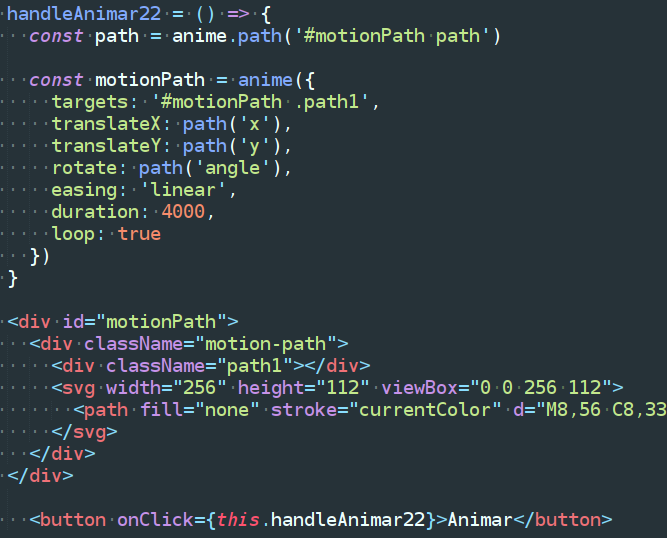 handleAnimar22 = () => {
const path = anime.path('#motionPath path')
const motionPath = anime({
targets: '#motionPath .path1',
translateX: path('x'),
translateY: path('y'),
rotate: path('angle'),
easing: 'linear',
duration: 4000,
loop: true
})
}
<div id="motionPath">
<div className="motion-path">
<div className="path1"></div>
<svg width="256" height="112" viewBox="0 0 256 112">
<path fill="none" stroke="currentColor" d="M8,56 C8,33
</svg>
</div>
</div>
<button onClick={this.handleAnimar22}>Animar</button>